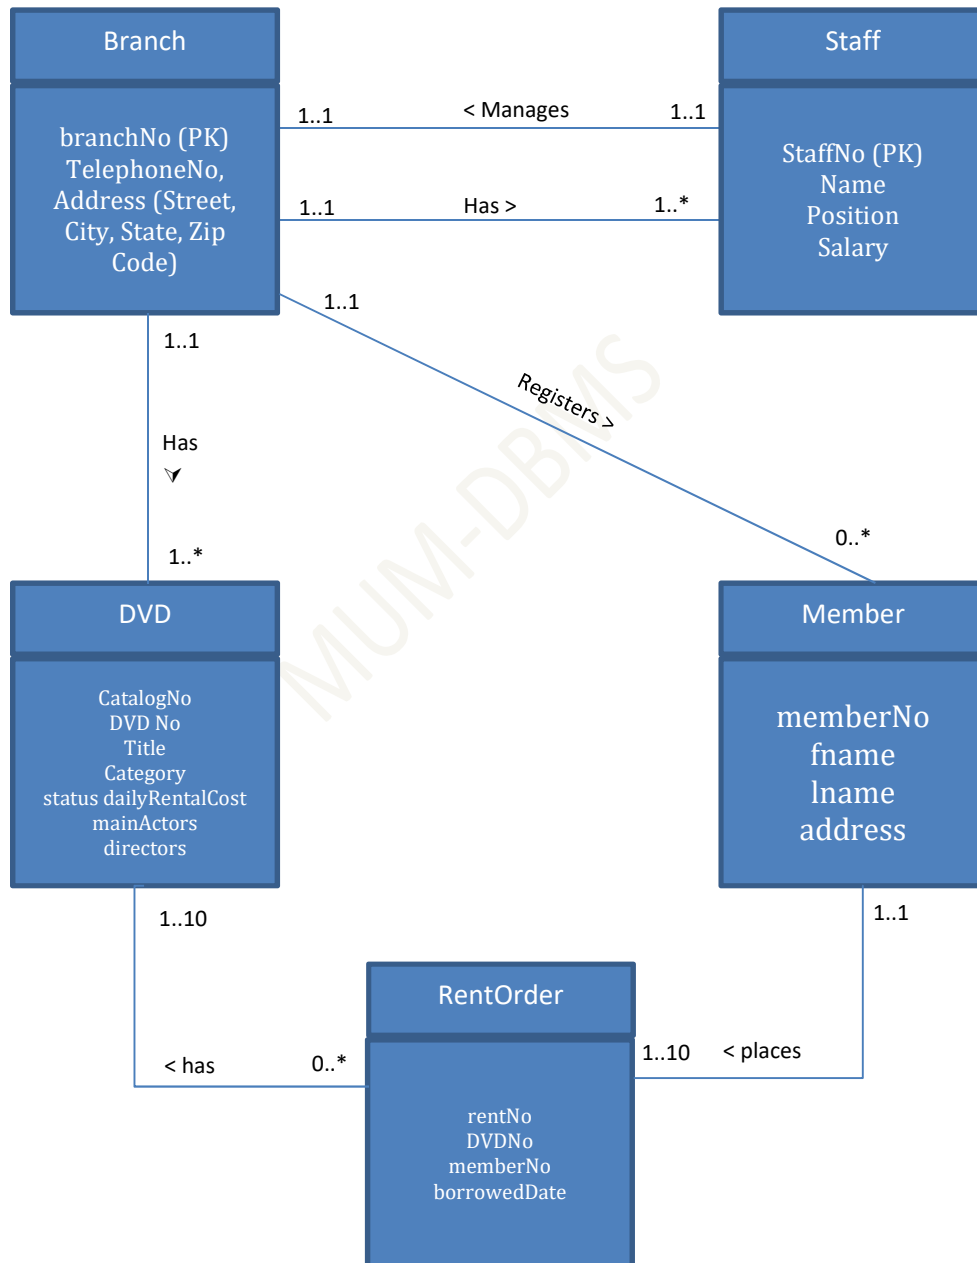 Branch
branchNo (PK)
TelephoneNo,
Address (Street,
City, State, Zip
Code)
Staff
StaffNo (PK)
Name
Position
Salary
1..1
< Manages
1..1
1..1
Has >
1..*
1..1
Registers >
0..*
1..1
Has
1..*
MUM-DBMS
DVD
CatalogNo
DVD No
Title
Category
status dailyRentalCost
mainActors
directors
Member
memberNo
fname
lname
address
1..10
< has
0..*
1..1
1..10
< places
RentOrder
rentNo
DVDNo
memberNo
borrowedDate